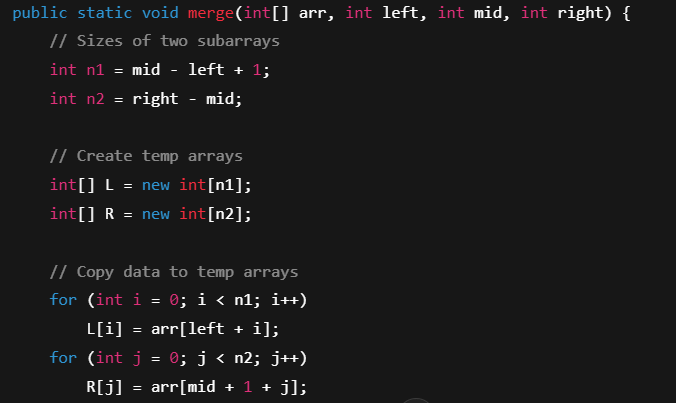 public static void merge(int[] arr, int left, int mid, int right) {
    // Sizes of two subarrays
    int n1 = mid - left + 1;
    int n2 = right - mid;

    // Create temp arrays
    int[] L = new int[n1];
    int[] R = new int[n2];

    // Copy data to temp arrays
    for (int i = 0; i < n1; i++)
        L[i] = arr[left + i];
    for (int j = 0; j < n2; j++)
        R[j] = arr[mid + 1 + j];